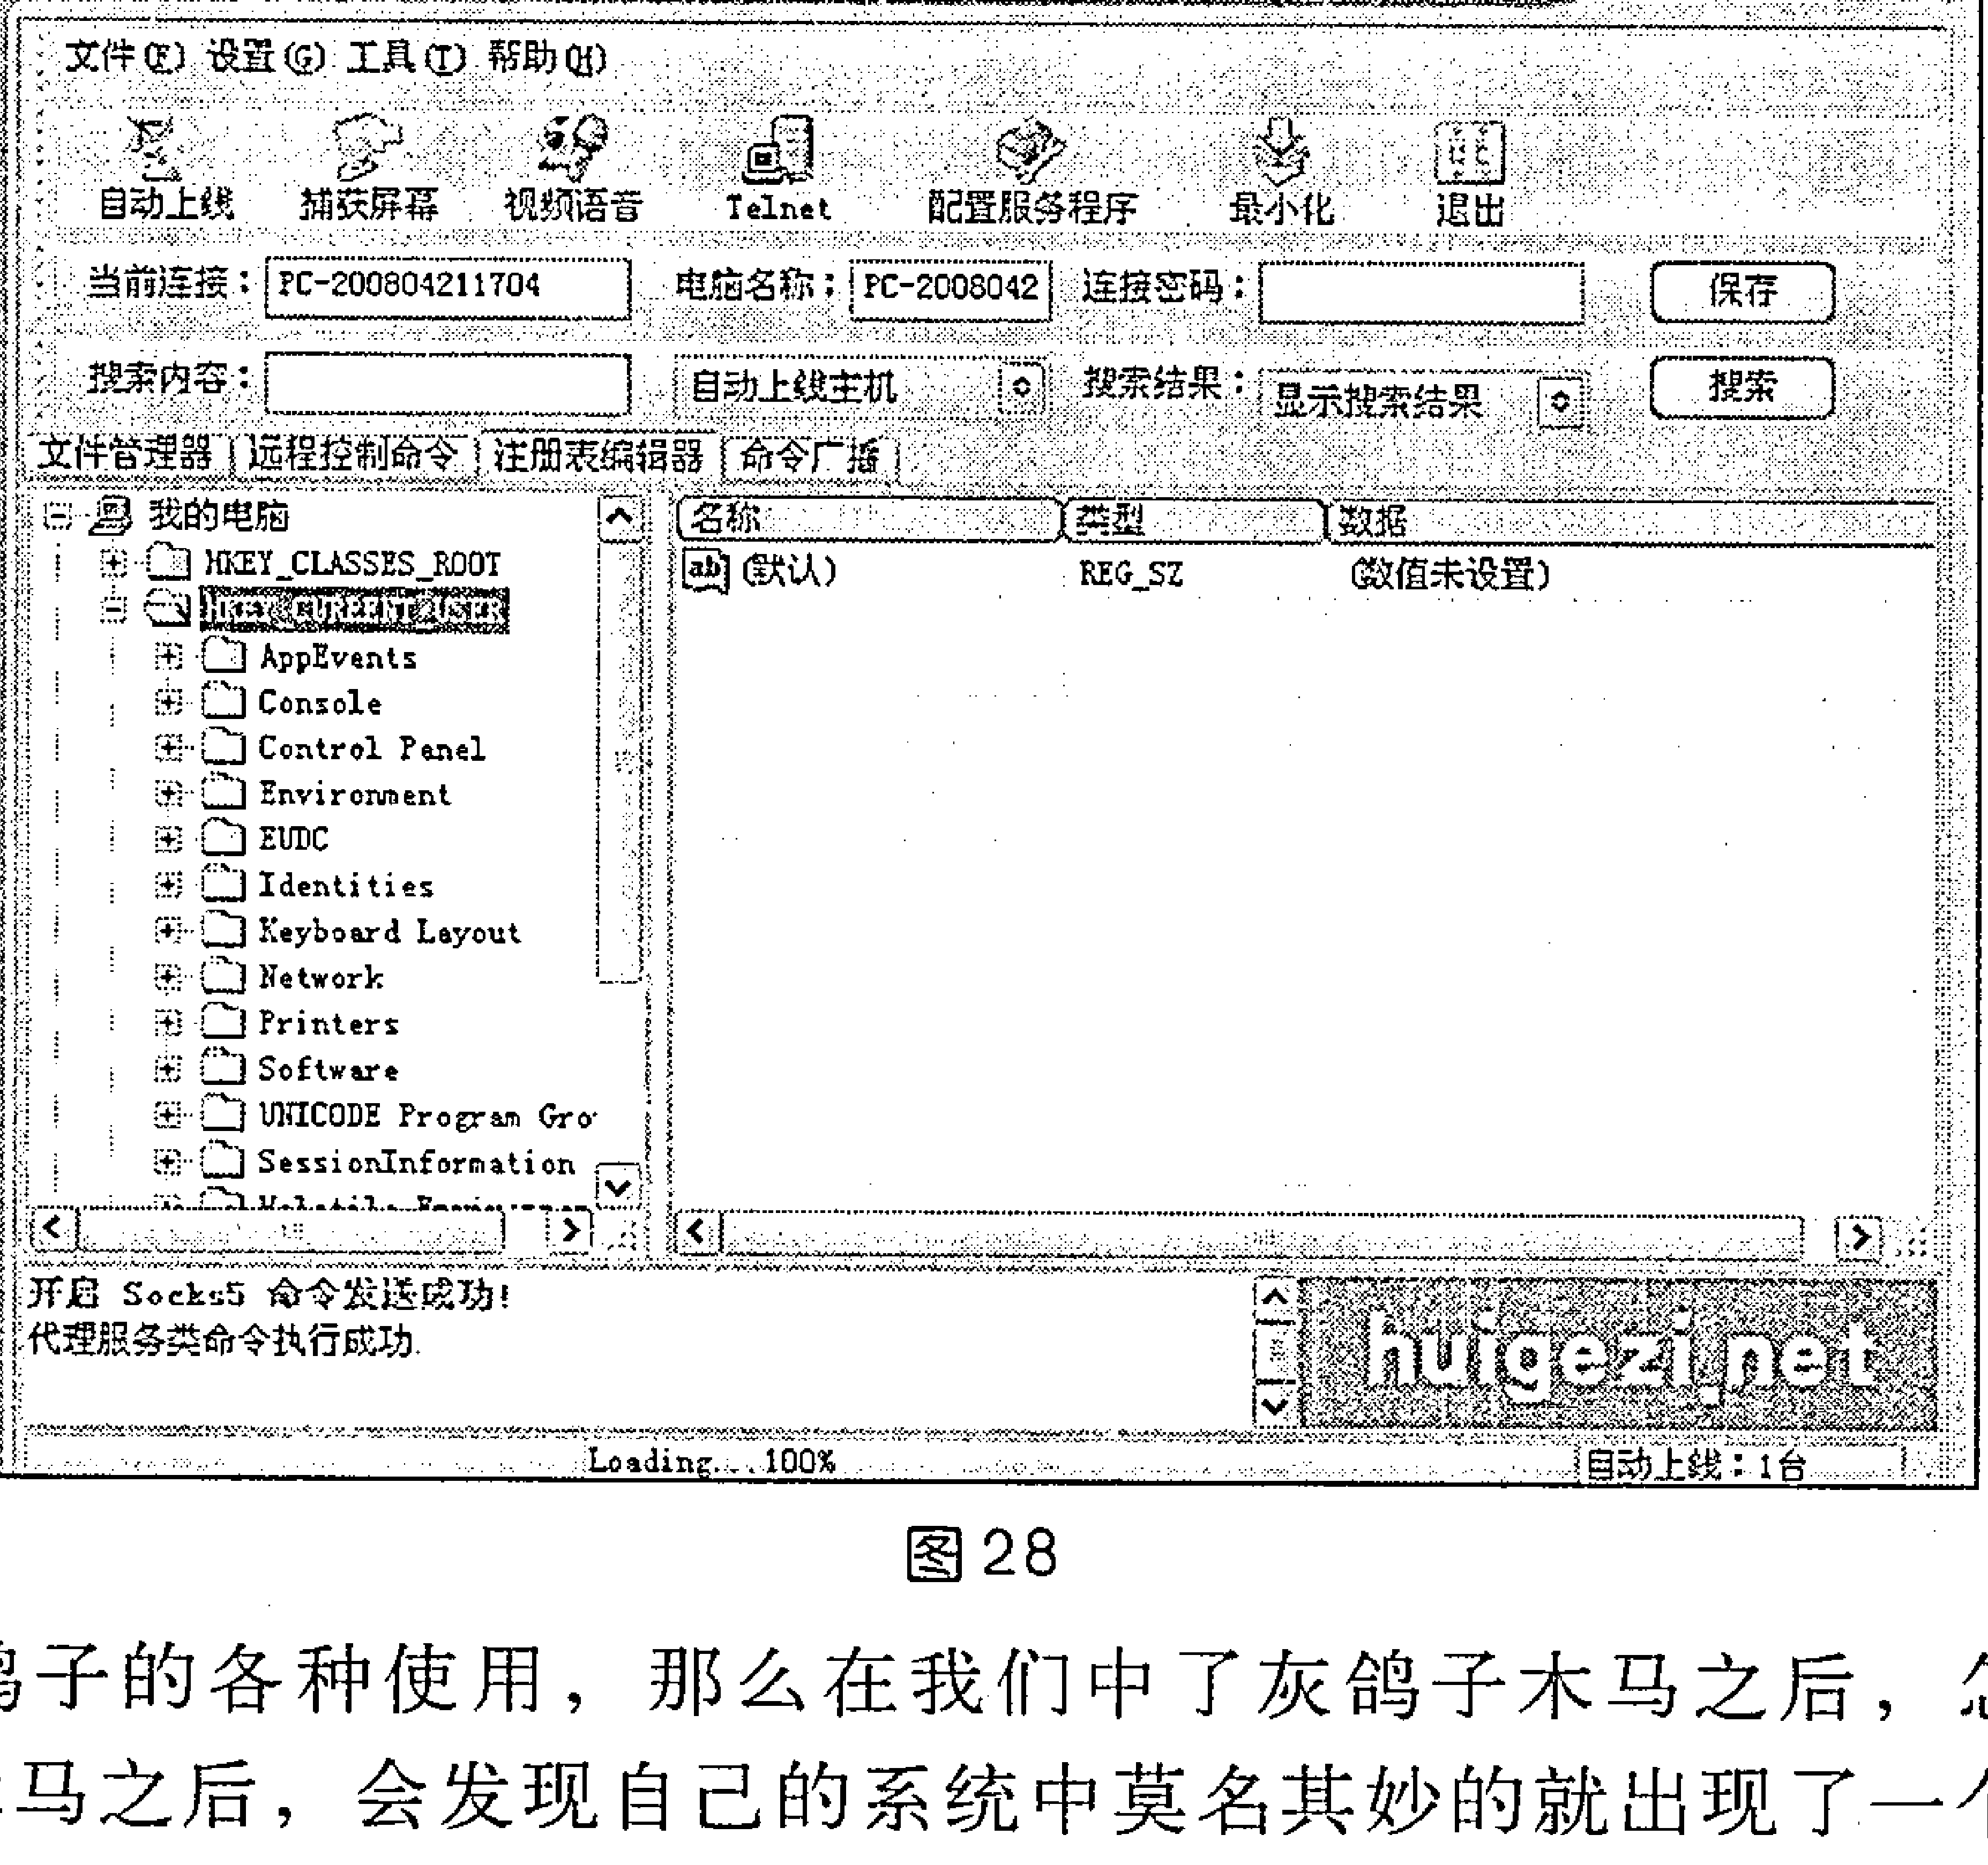 文件(F) 设置(G) 工具(T) 帮助(H)
自动上线 捕获屏幕 视频语音 Telnet 配置服务程序 最小化 退出
当前连接: PC-200804211704 电脑名称: PC-2008042 连接密码: 保存
搜索内容: 自动上线主机 搜索结果: 显示搜索结果 搜索
文件管理器 远程控制命令 注册表编辑器 命令广播
我的电脑 名称 类型 数据
HKEY_CLASSES_ROOT ab (默认) REG_SZ (数值未设置)
HKEY_CURRENT_USER
AppEvents
Console
Control Panel
Environment
EUDC
Identities
Keyboard Layout
Network
Printers
Software
UNICODE Program Gro
SessionInformation
开启 Socks5 命令发送成功!
代理服务类命令执行成功.
huigezi.net
Loading...100% 自动上线:1台
图28
鸽子的各种使用，那么在我们中了灰鸽子木马之后，
马之后，会发现自己的系统中莫名其妙的就出现了一